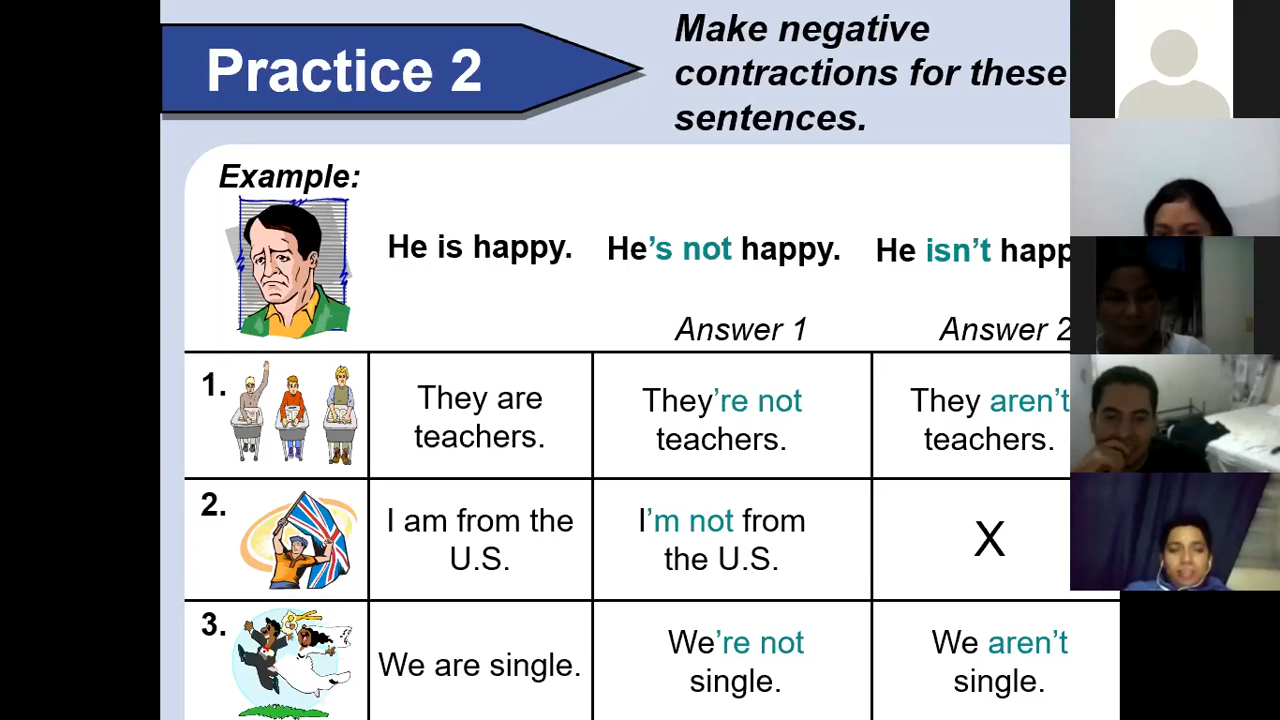 Practice 2
Make negative
contractions for these
sentences.
Example:
He is happy.
He's not happy.
He isn't happ
Answer 1
Answer 2
1.
They are
teachers.
They're not
teachers.
They aren't
teachers.
2.
I am from the
U.S.
I'm not from
the U.S.
X
3.
We are single.
We're not
single.
We aren't
single.